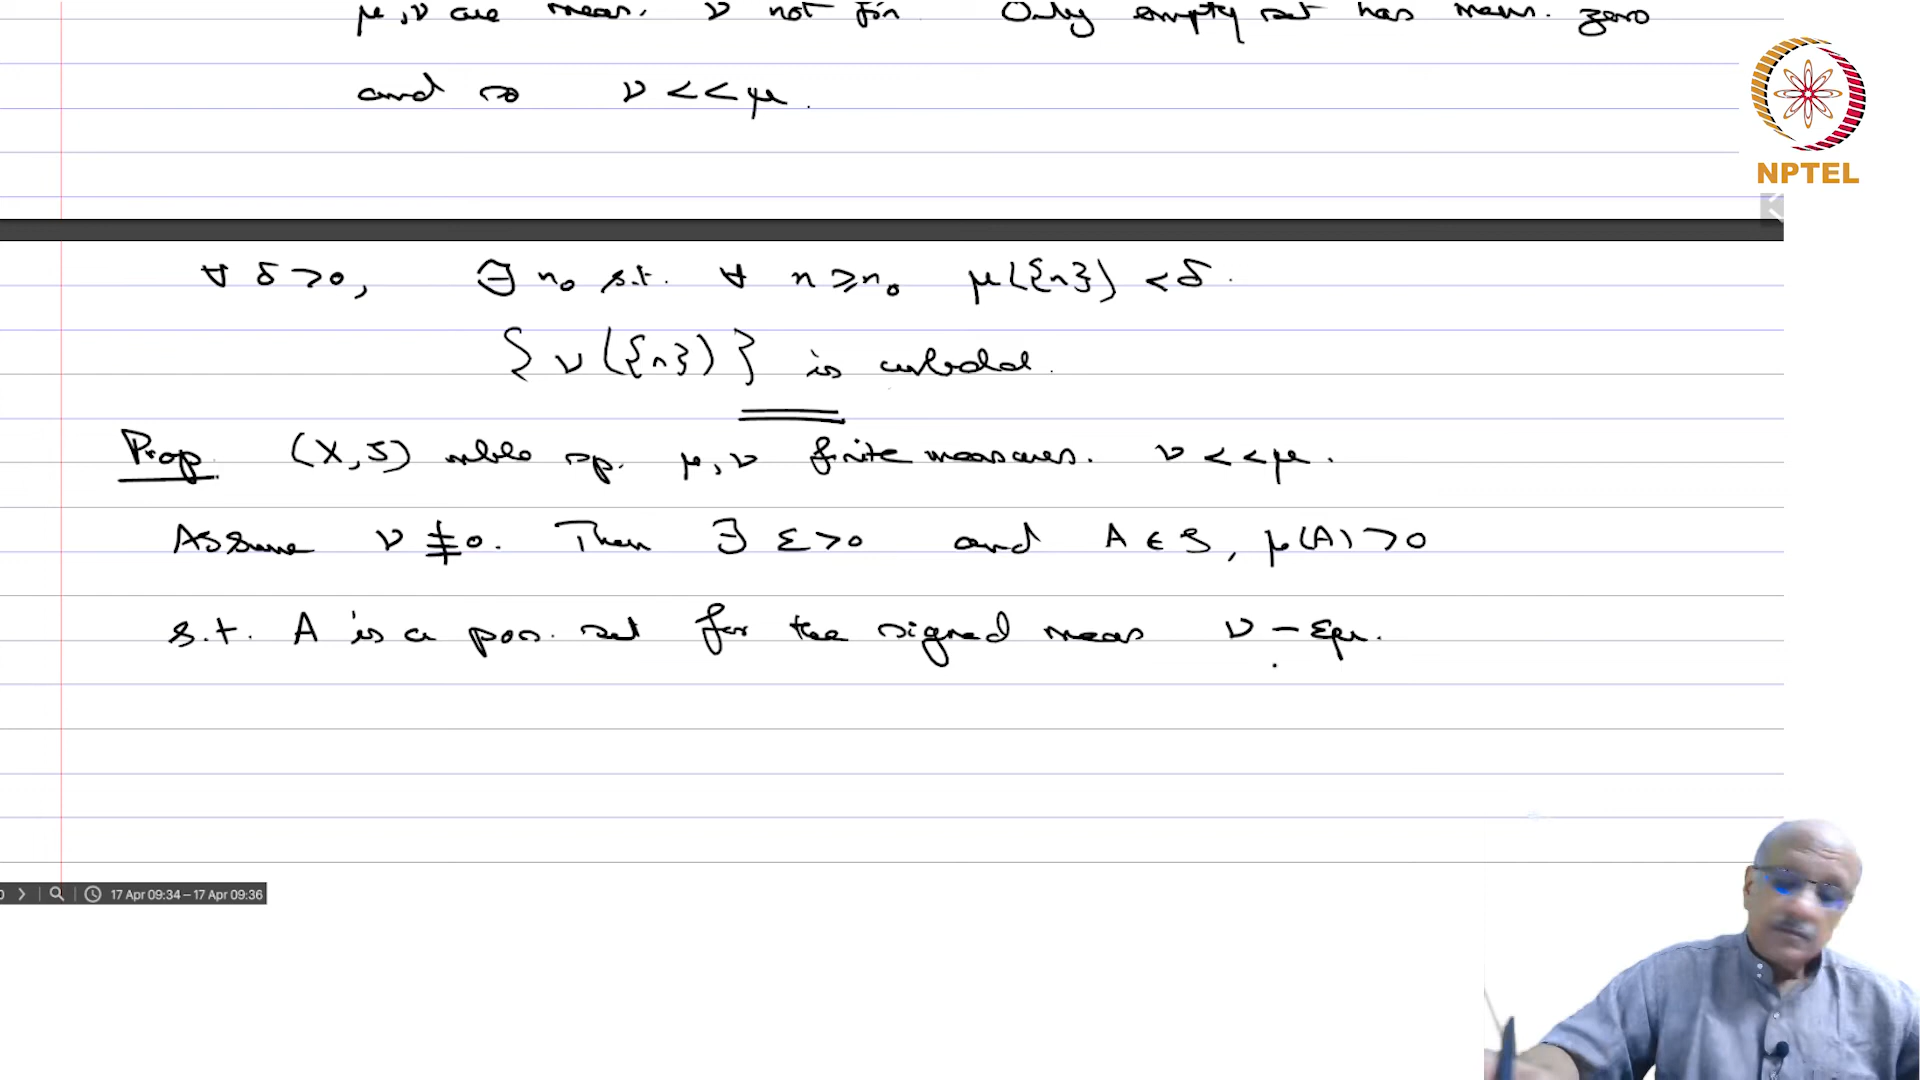 μ, ν are meas. ν not fin Only empty set has meas. zero
and so ν << μ.
NPTEL
∀ δ > 0, ∃ n₀ s.t. ∀ n ≥ n₀ μ({n}) < δ.
{ν({n})} is unbdd.
Prop. (X, S) mble sp. μ, ν finite measures. ν << μ.
Assume ν ≢ 0. Then ∃ ε > 0 and A ∈ S, μ(A) > 0
s.t. A is a pos. set for the signed meas ν - εμ.
17 Apr 09:34 – 17 Apr 09:36